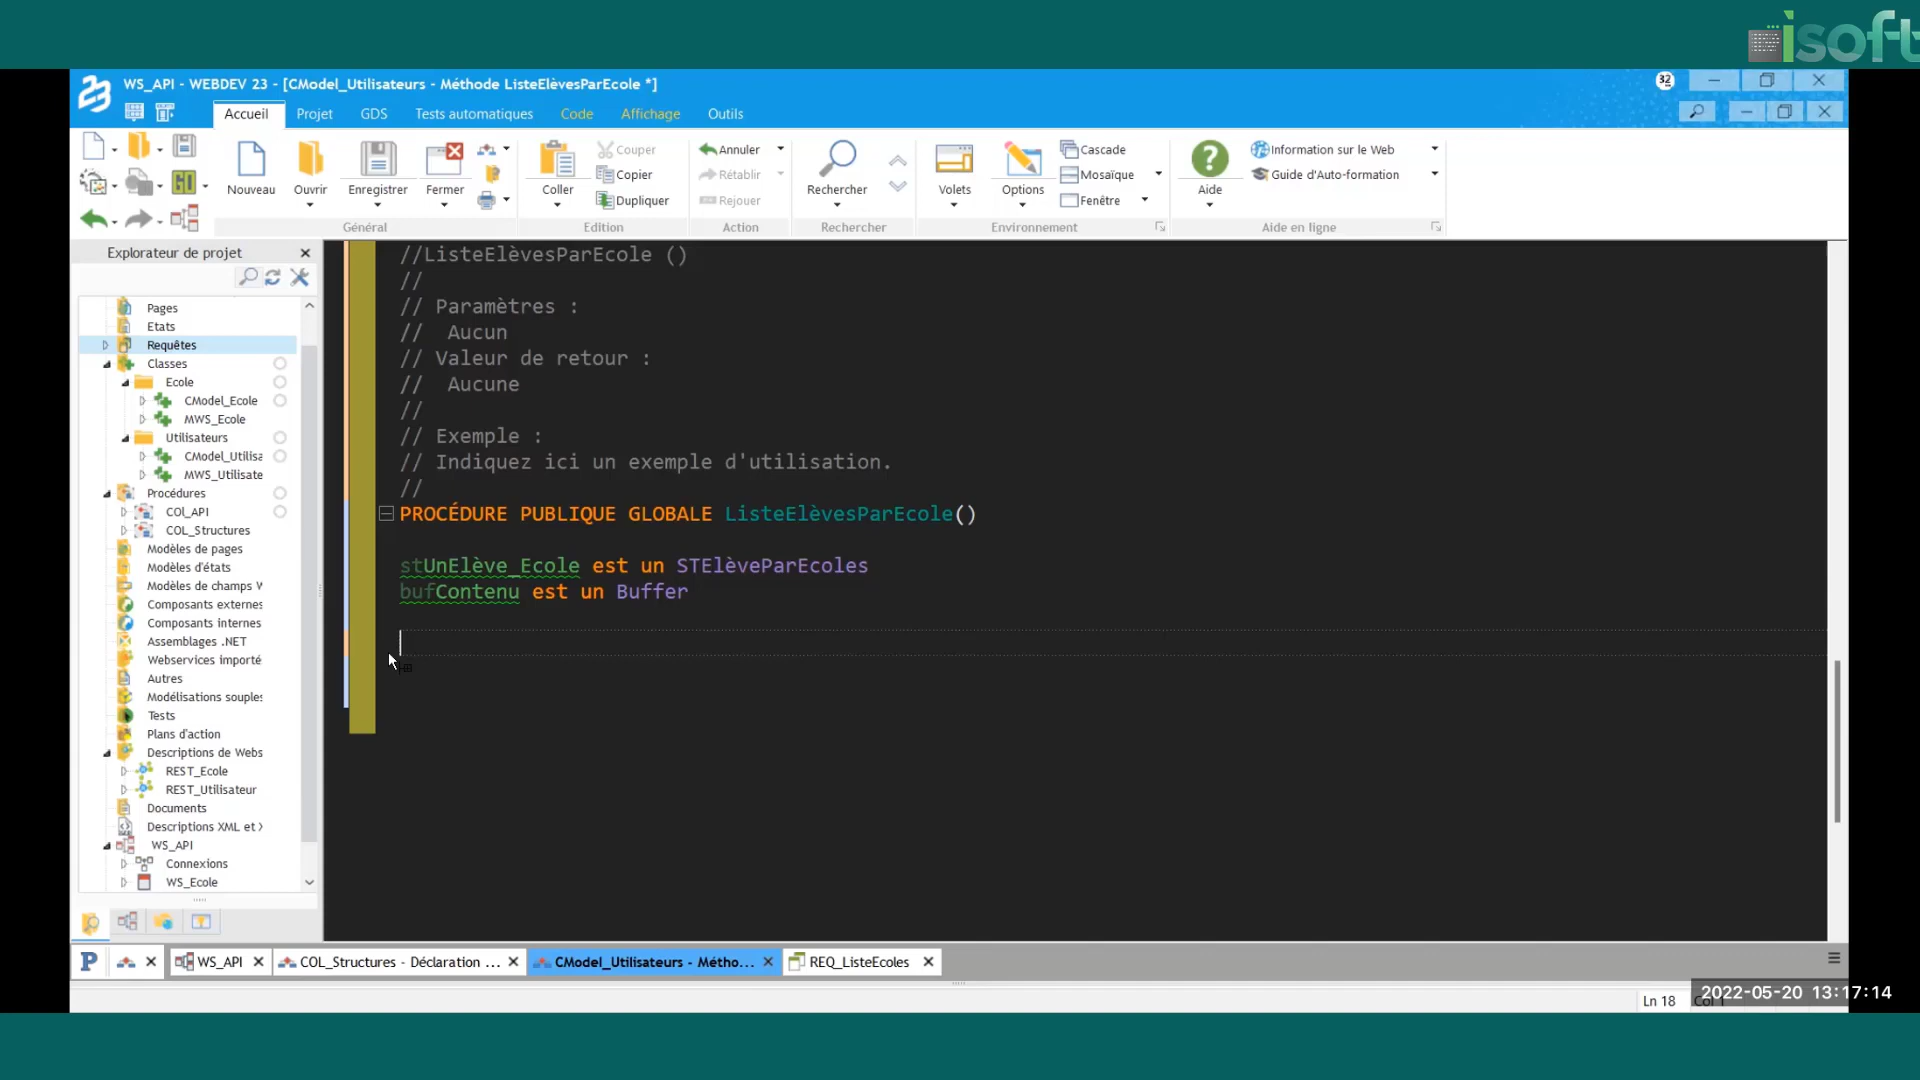 isoft
WS_API - WEBDEV 23 - [CModel_Utilisateurs - Méthode ListeElèvesParEcole *]
32
Accueil Projet GDS Tests automatiques Code Affichage Outils
Nouveau Ouvrir Enregistrer Fermer
Général
Coller Couper Copier Dupliquer
Edition
Annuler Rétablir Rejouer
Action
Rechercher
Rechercher
Volets Options Cascade Mosaïque Fenêtre
Environnement
Aide Information sur le Web Guide d'Auto-formation
Aide en ligne
GO
Explorateur de projet
Pages
Etats
Requêtes
Classes
Ecole
CModel_Ecole
MWS_Ecole
Utilisateurs
CModel_Utilisa
MWS_Utilisate
Procédures
COl_API
COL_Structures
Modèles de pages
Modèles d'états
Modèles de champs W
Composants externes
Composants internes
Assemblages .NET
Webservices importé
Autres
Modélisations souples
Tests
Plans d'action
Descriptions de Webs
REST_Ecole
REST_Utilisateur
Documents
Descriptions XML et X
WS_API
Connexions
WS_Ecole
//ListeElèvesParEcole ()
//
// Paramètres :
// Aucun
// Valeur de retour :
// Aucune
//
// Exemple :
// Indiquez ici un exemple d'utilisation.
//
PROCÉDURE PUBLIQUE GLOBALE ListeElèvesParEcole()
stUnElève_Ecole est un STElèveParEcoles
bufContenu est un Buffer
P WS_API COL_Structures - Déclaration ... CModel_Utilisateurs - Métho... REQ_ListeEcoles
Ln 18
2022-05-20 13:17:14